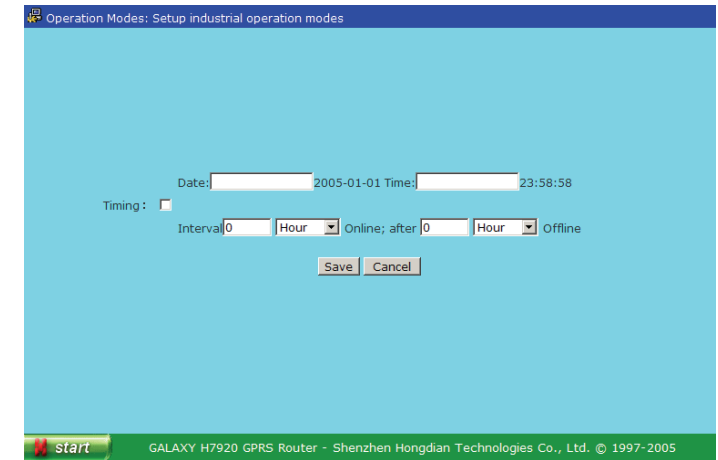 Operation Modes: Setup industrial operation modes
Date: 2005-01-01 Time: 23:58:58
Timing:
Interval 0 Hour Online; after 0 Hour Offline
Save Cancel
start GALAXY H7920 GPRS Router - Shenzhen Hongdian Technologies Co., Ltd. © 1997-2005